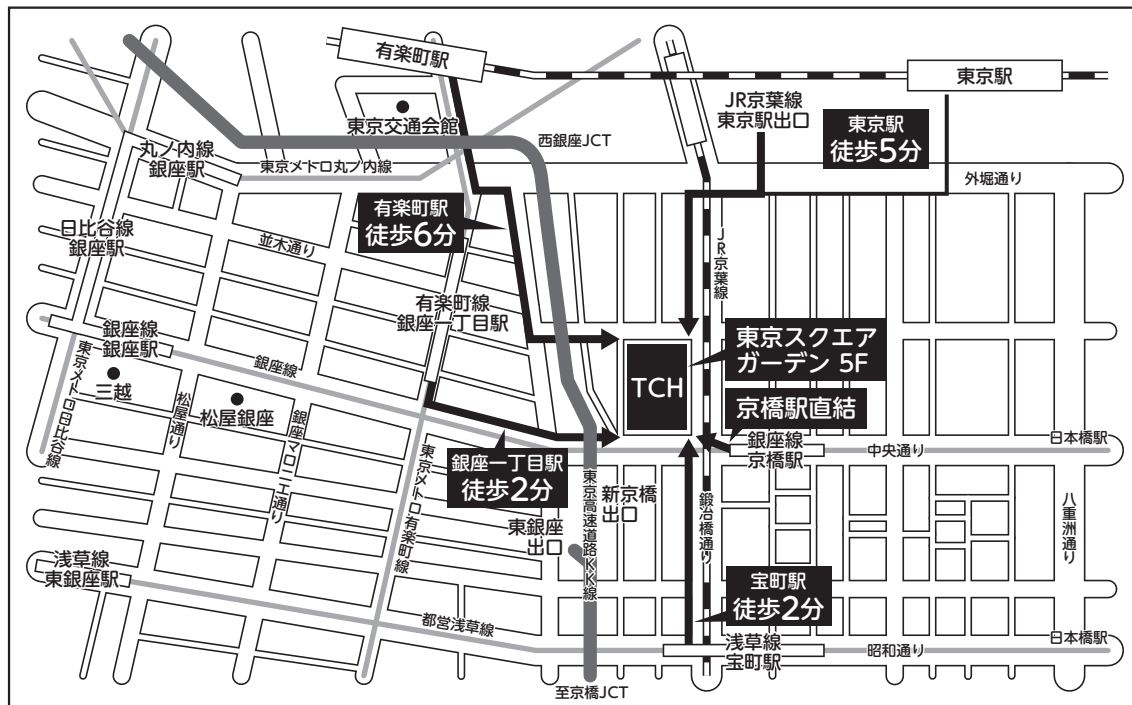 有楽町駅
東京駅
東京交通会館
JR京葉線
東京駅出口
東京駅
徒歩5分
西銀座JCT
丸ノ内線
銀座駅
東京メトロ丸ノ内線
外堀通り
有楽町駅
徒歩6分
日比谷線
銀座駅
並木通り
JR京葉線
有楽町線
銀座一丁目駅
銀座線
銀座駅
銀座線
東京スクエア
ガーデン 5F
TCH
三越
松屋銀座
京橋駅直結
東京メトロ日比谷線
松屋通り
銀座マロニエ通り
東京メトロ有楽町線
銀座一丁目駅
徒歩2分
銀座線
京橋駅
中央通り
日本橋駅
東京高速道路KK線
新京橋
出口
東銀座
出口
鍛冶橋通り
八重洲通り
浅草線
東銀座駅
宝町駅
徒歩2分
都営浅草線
浅草線
宝町駅
昭和通り
日本橋駅
至京橋JCT